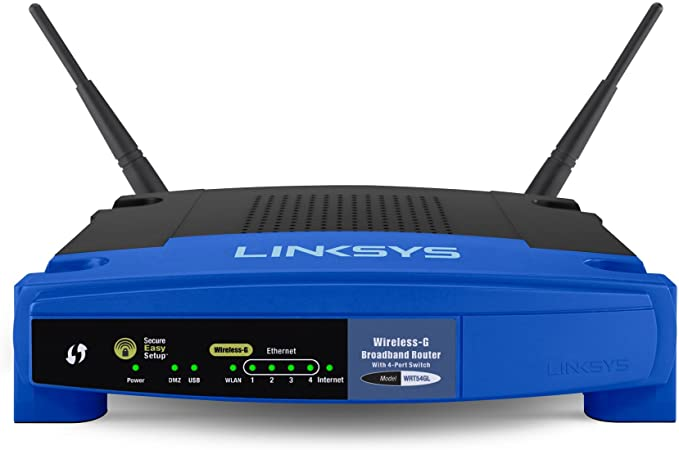 LINKSYS
Secure
Easy
Setup™
Wireless-G
Ethernet
Power
DMZ
USB
WLAN
1
2
3
4
Internet
Wireless-G
Broadband Router
With 4-Port Switch
Model
WRT54GL
LINKSYS